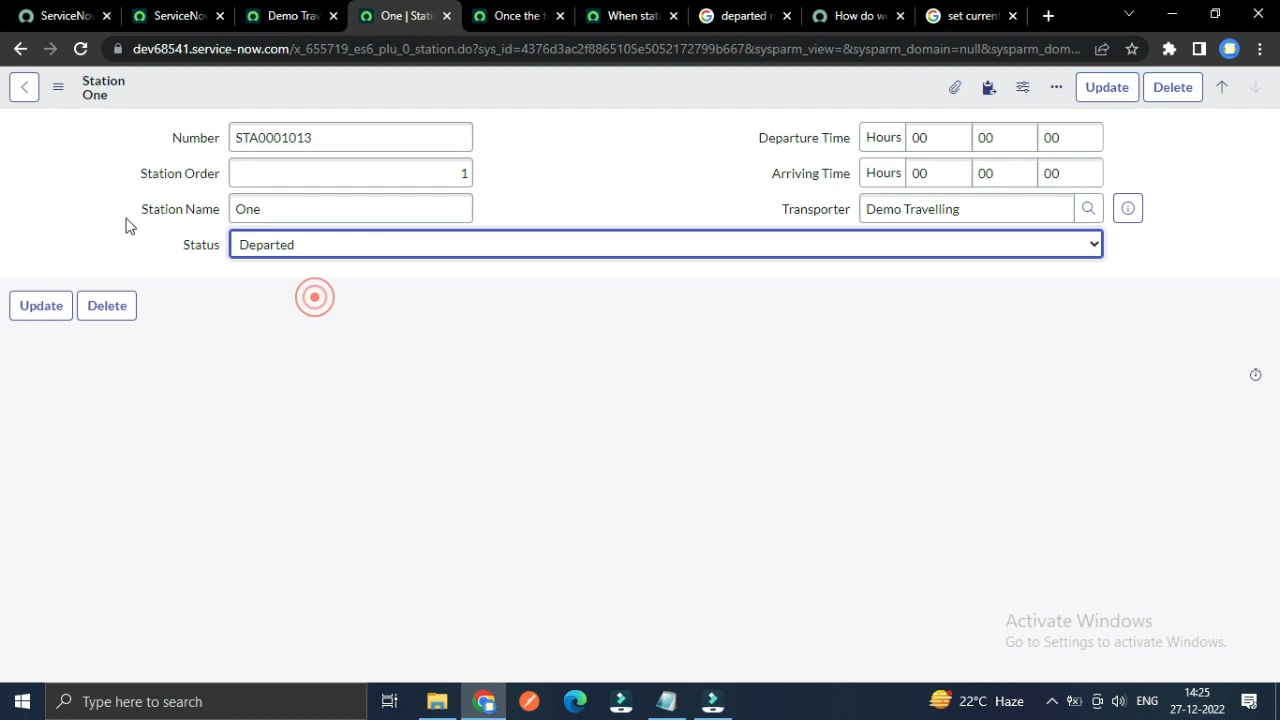 ServiceNo
ServiceNo
Demo Trav
One | Stati
Once the t
When stat
departed n
How do we
set current
dev68541.service-now.com/x_655719_es6_plu_0_station.do?sys_id=4376d3ac2f8865105e5052172799b667&sysparm_view=&sysparm_domain=null&sysparm_dom...
Station
One
Update
Delete
Number
STA0001013
Departure Time
Hours
00
00
00
Station Order
1
Arriving Time
Hours
00
00
00
Station Name
One
Transporter
Demo Travelling
Status
Departed
Update
Delete
Activate Windows
Go to Settings to activate Windows.
Type here to search
22°C Haze
ENG
14:25
27-12-2022